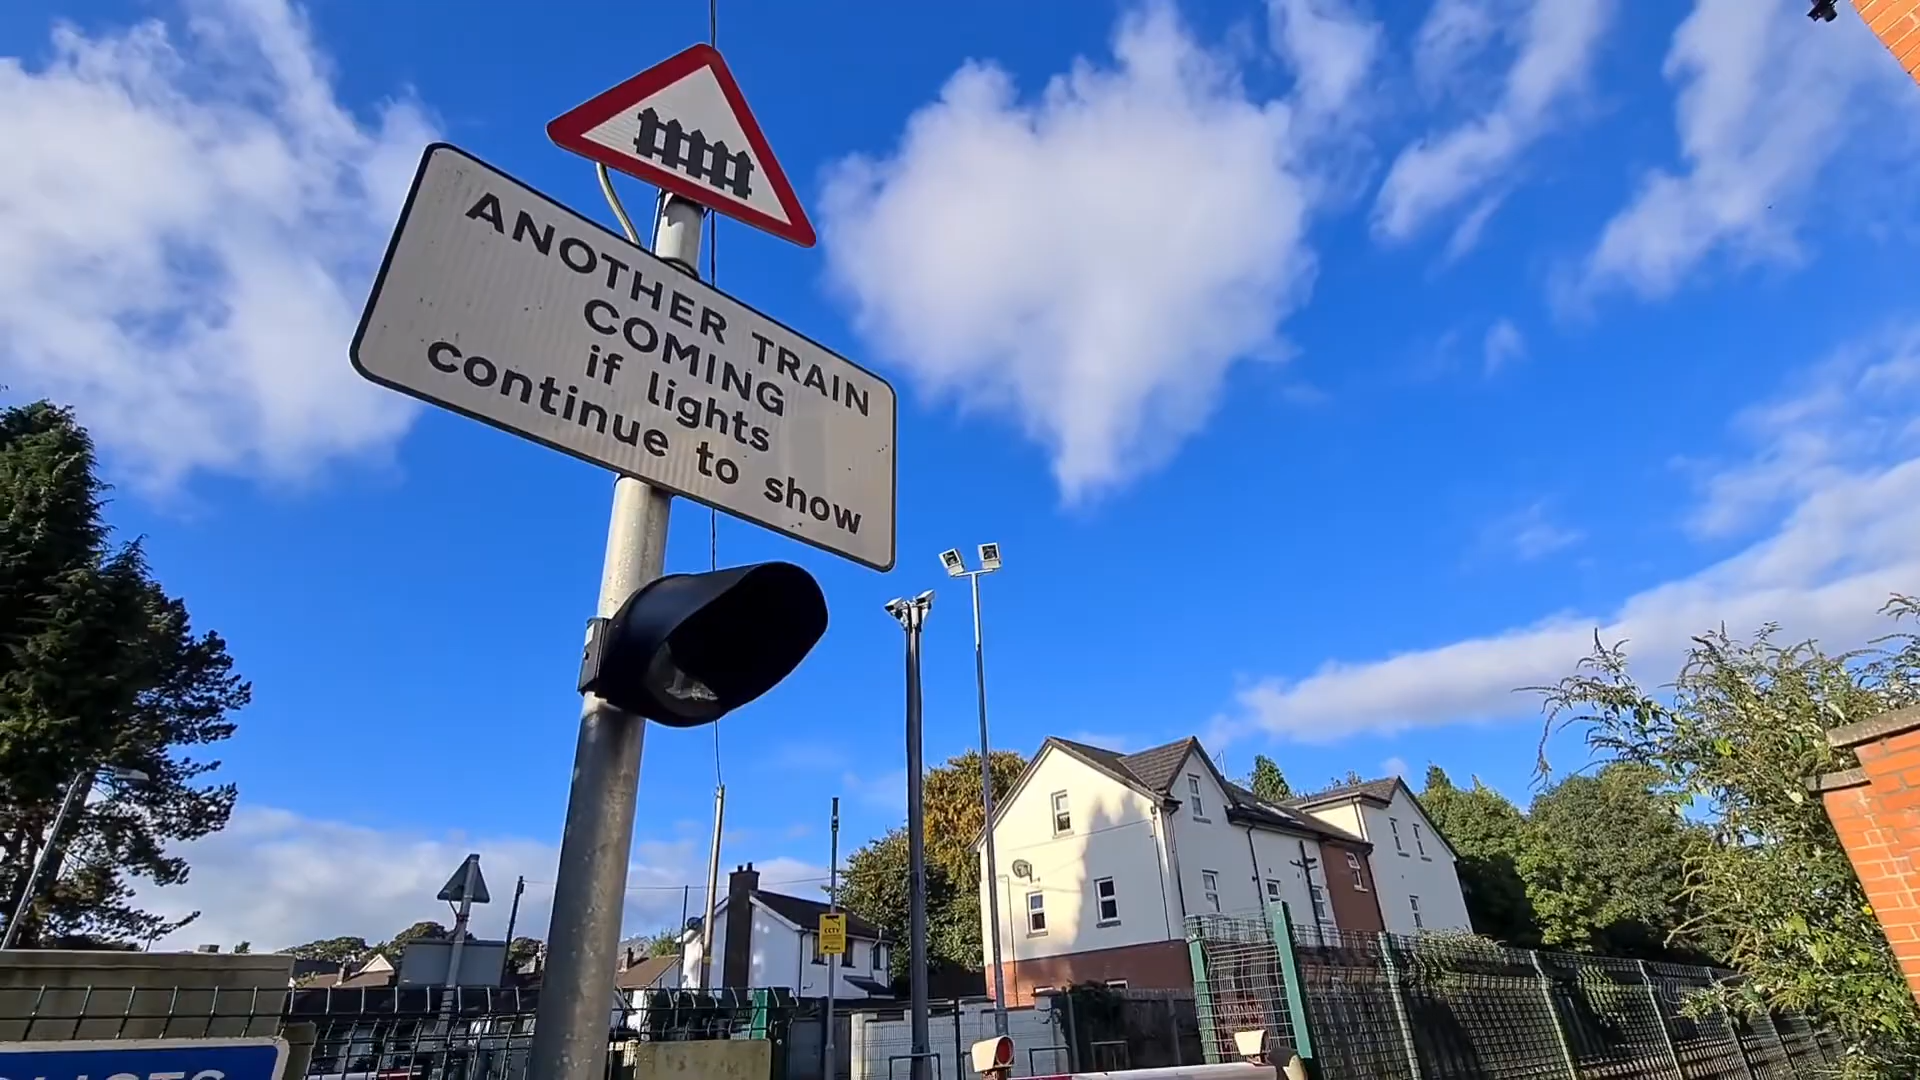 ANOTHER TRAIN
COMING
if lights
continue to show
CCTV